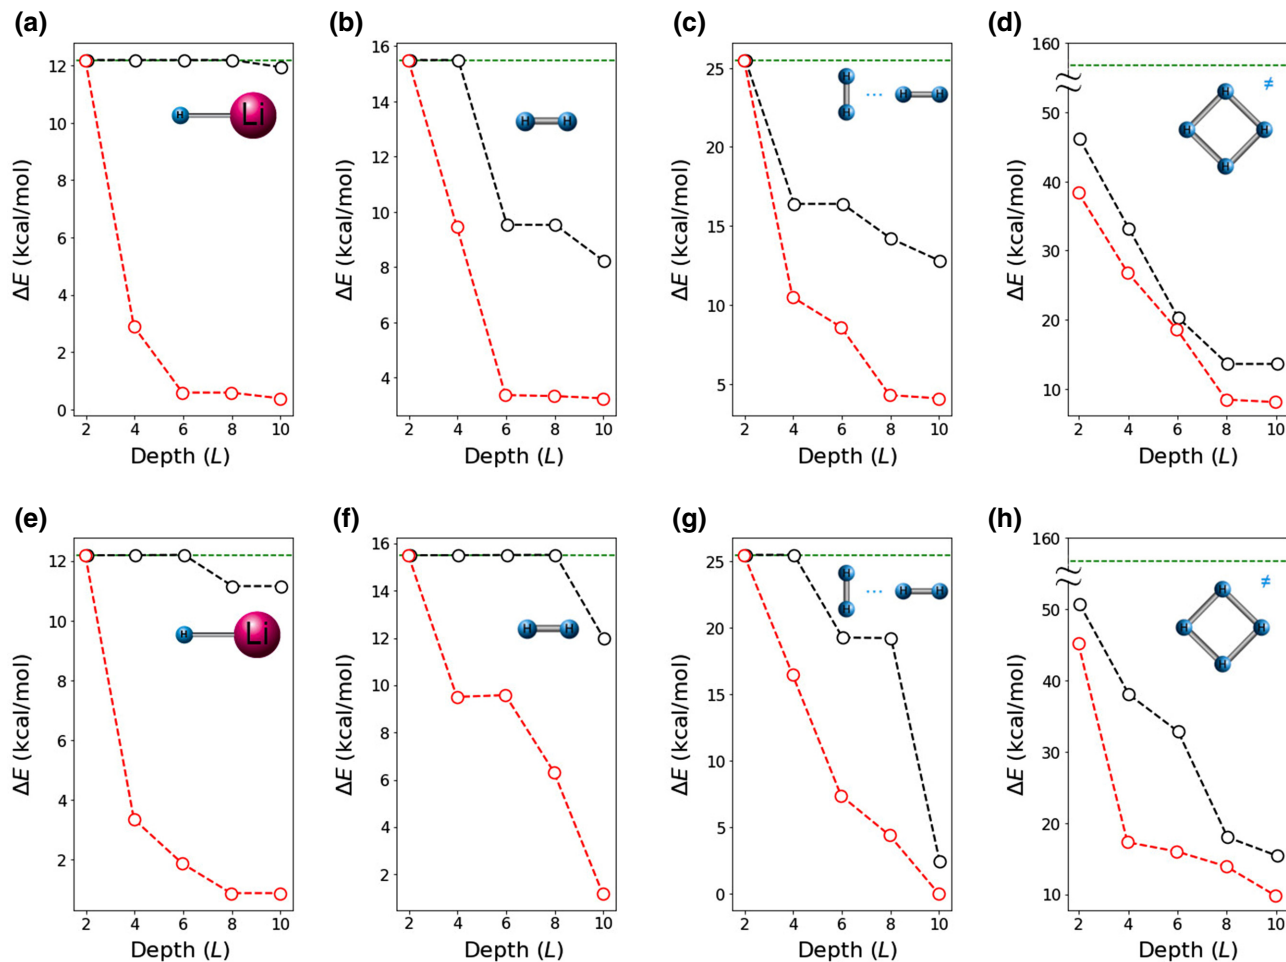 (a) (b) (c) (d)
12 10 8 6 4 2 0
ΔE (kcal/mol)
H Li
2 4 6 8 10
Depth (L)
16 14 12 10 8 6 4
ΔE (kcal/mol)
H H
2 4 6 8 10
Depth (L)
25 20 15 10 5
ΔE (kcal/mol)
H H ... H H
2 4 6 8 10
Depth (L)
160 50 40 30 20 10
ΔE (kcal/mol)
≠
H H H H
2 4 6 8 10
Depth (L)
(e) (f) (g) (h)
12 10 8 6 4 2
ΔE (kcal/mol)
H Li
2 4 6 8 10
Depth (L)
16 14 12 10 8 6 4 2
ΔE (kcal/mol)
H H
2 4 6 8 10
Depth (L)
25 20 15 10 5 0
ΔE (kcal/mol)
H H ... H H
2 4 6 8 10
Depth (L)
160 50 40 30 20 10
ΔE (kcal/mol)
≠
H H H H
2 4 6 8 10
Depth (L)